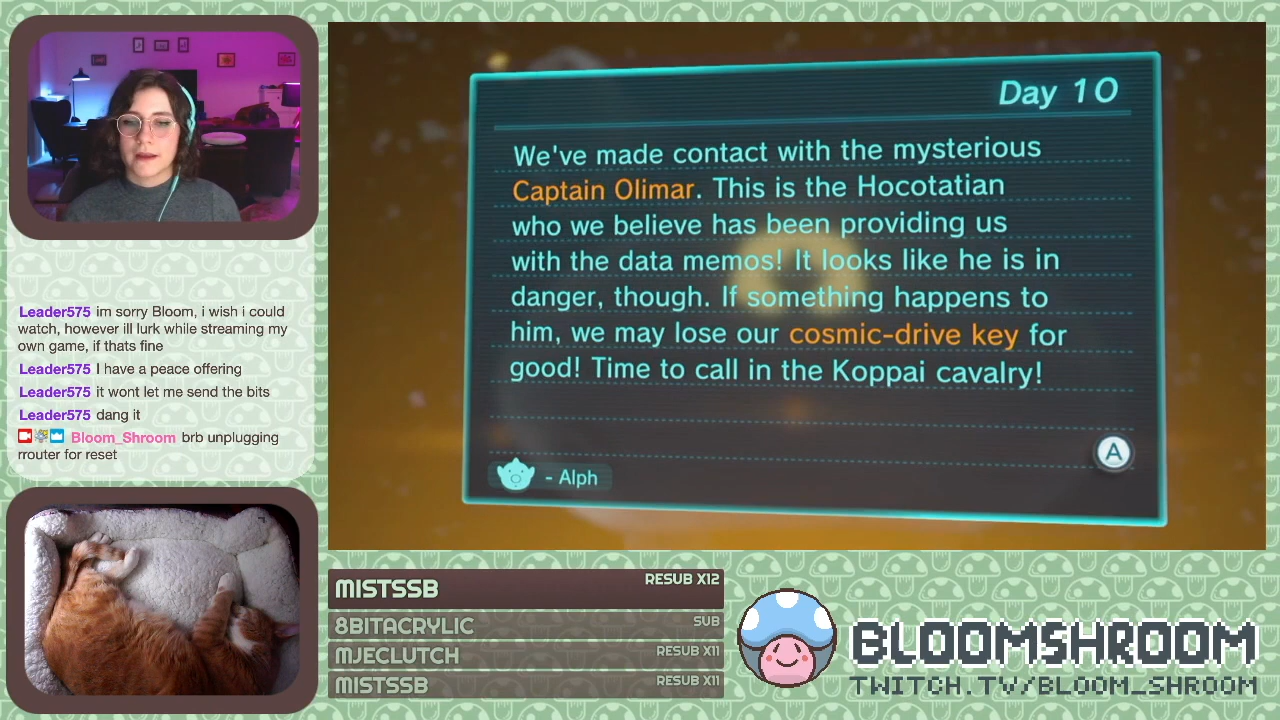 Leader575 im sorry Bloom, i wish i could
watch, however ill lurk while streaming my
own game, if thats fine
Leader575 I have a peace offering
Leader575 it wont let me send the bits
Leader575 dang it
Bloom_Shroom brb unplugging
rrouter for reset
Day 10
We've made contact with the mysterious
Captain Olimar. This is the Hocotatian
who we believe has been providing us
with the data memos! It looks like he is in
danger, though. If something happens to
him, we may lose our cosmic-drive key for
good! Time to call in the Koppai cavalry!
A
- Alph
MISTSSB RESUB X12
8BITACRYLIC SUB
MJECLUTCH RESUB X11
MISTSSB RESUB X11
BLOOMSHROOM
TWITCH.TV/BLOOM_SHROOM